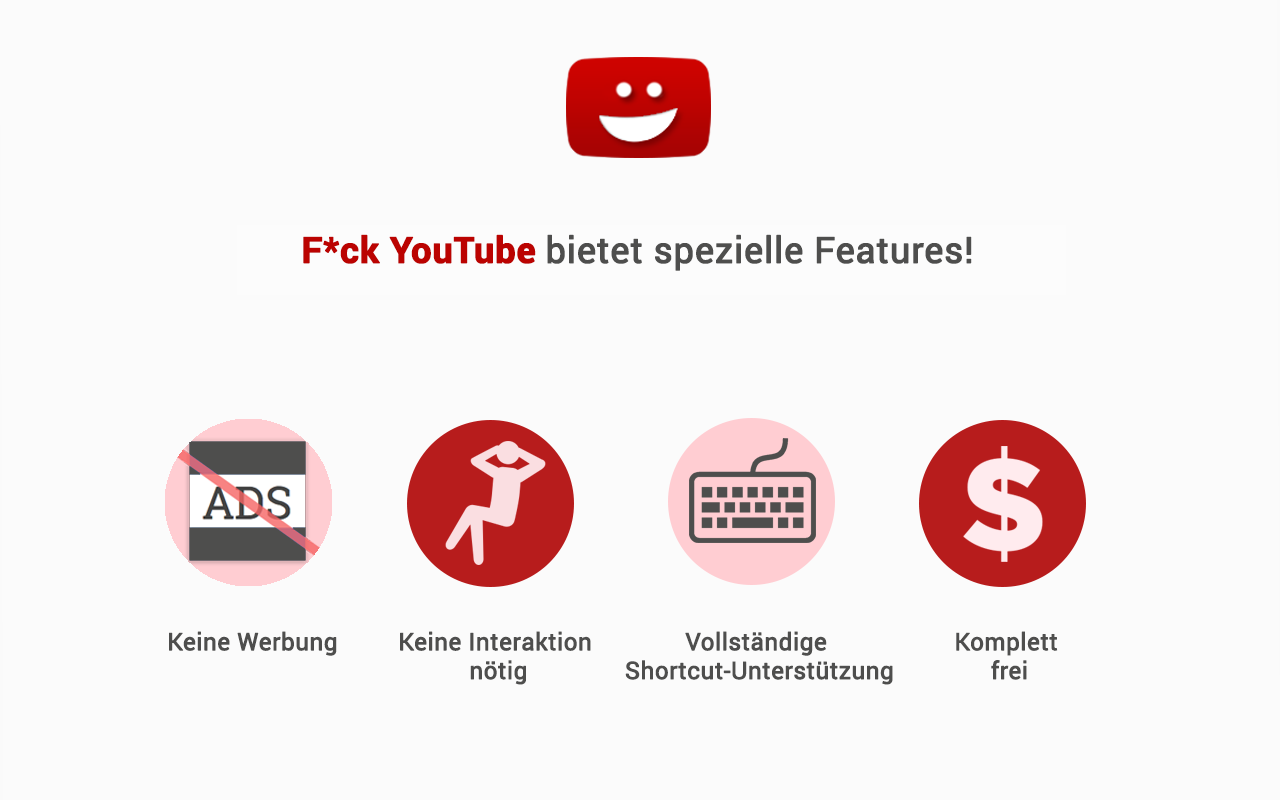 F*ck YouTube bietet spezielle Features!
ADS
Keine Werbung
Keine Interaktion
nötig
Vollständige
Shortcut-Unterstützung
$
Komplett
frei